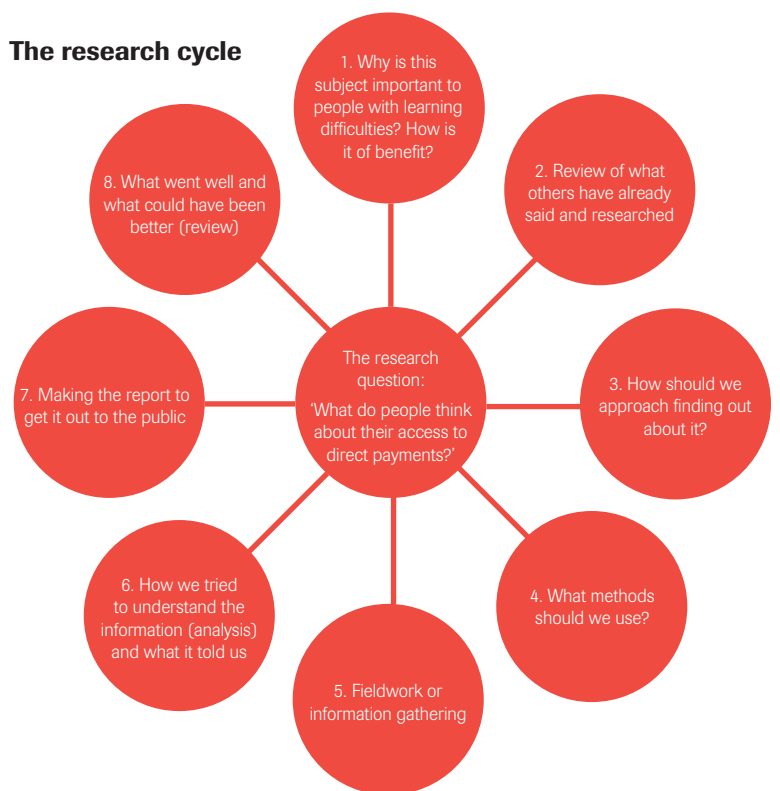 The research cycle
1. Why is this
subject important to
people with learning
difficulties? How is
it of benefit?
2. Review of what
others have already
said and researched
3. How should we
approach finding out
about it?
4. What methods
should we use?
5. Fieldwork or
information gathering
6. How we tried
to understand the
information (analysis)
and what it told us
7. Making the report to
get it out to the public
8. What went well and
what could have been
better (review)
The research
question:
‘What do people think
about their access to
direct payments?’